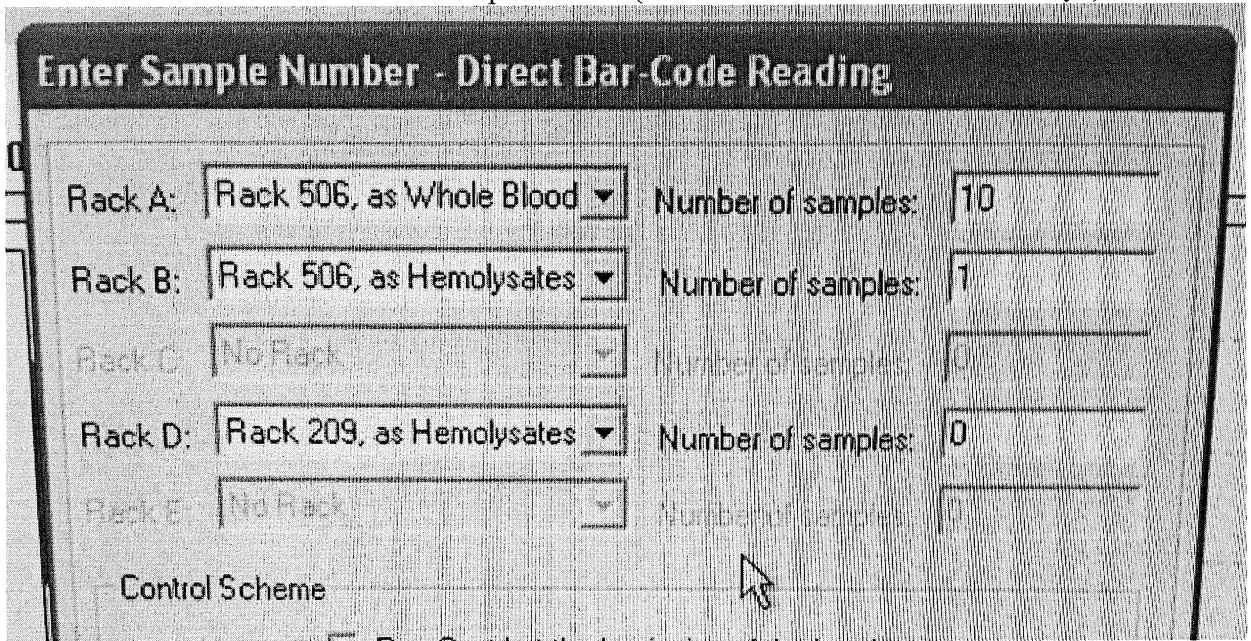 Enter Sample Number - Direct Bar-Code Reading
Rack A: Rack 506, as Whole Blood Number of samples: 10
Rack B: Rack 506, as Hemolysates Number of samples: 1
Rack C: No Rack Number of samples: 0
Rack D: Rack 209, as Hemolysates Number of samples: 0
Rack E: No Rack Number of samples: 0
Control Scheme